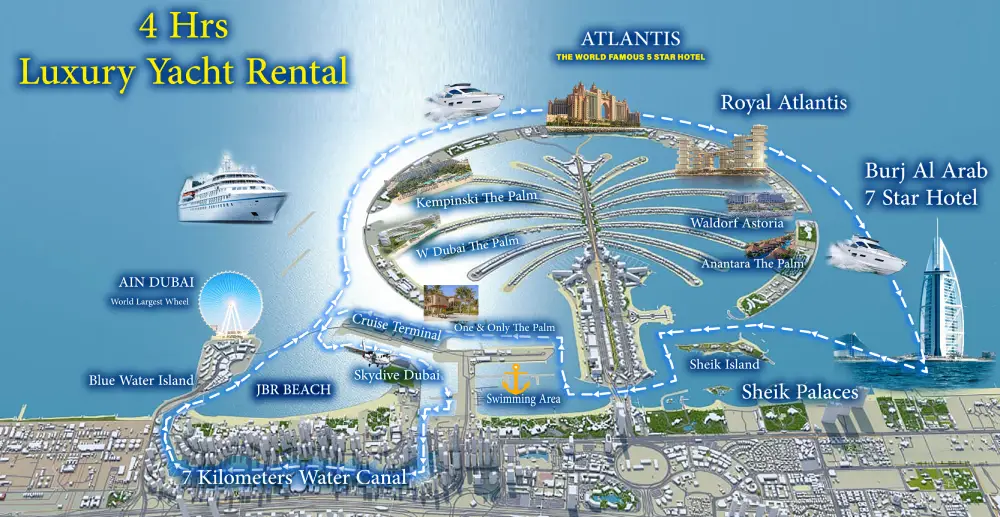 4 Hrs
Luxury Yacht Rental
ATLANTIS
THE WORLD FAMOUS 5 STAR HOTEL
Royal Atlantis
Burj Al Arab
7 Star Hotel
Kempinski The Palm
Waldorf Astoria
W Dubai The Palm
Anantara The Palm
AIN DUBAI
World Largest Wheel
Cruise Terminal
One & Only The Palm
Blue Water Island
JBR BEACH
Skydive Dubai
Sheik Island
Swimming Area
Sheik Palaces
7 Kilometers Water Canal